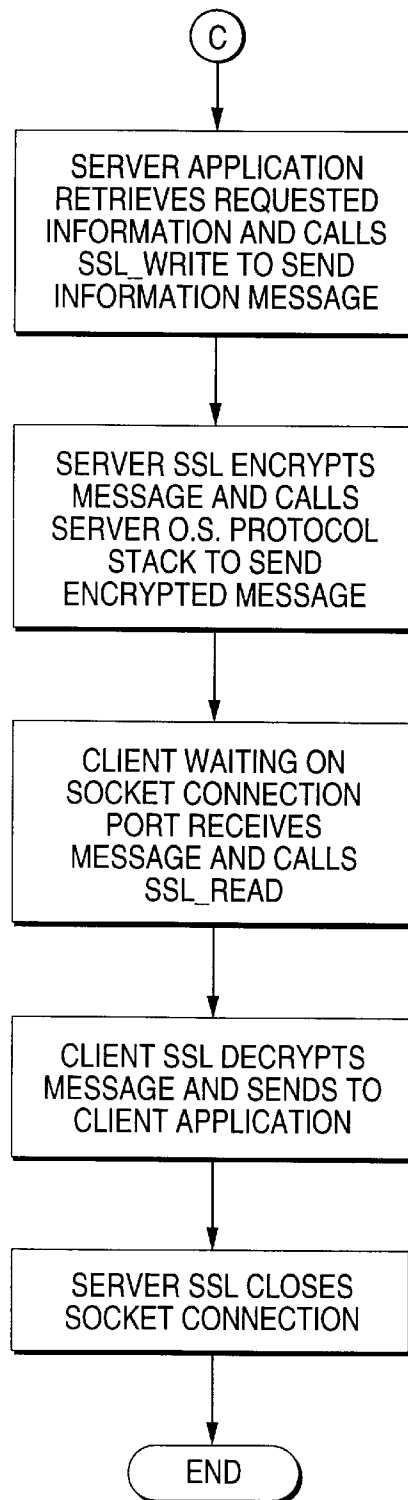 C
SERVER APPLICATION
RETRIEVES REQUESTED
INFORMATION AND CALLS
SSL_WRITE TO SEND
INFORMATION MESSAGE
SERVER SSL ENCRYPTS
MESSAGE AND CALLS
SERVER O.S. PROTOCOL
STACK TO SEND
ENCRYPTED MESSAGE
CLIENT WAITING ON
SOCKET CONNECTION
PORT RECEIVES
MESSAGE AND CALLS
SSL_READ
CLIENT SSL DECRYPTS
MESSAGE AND SENDS TO
CLIENT APPLICATION
SERVER SSL CLOSES
SOCKET CONNECTION
END